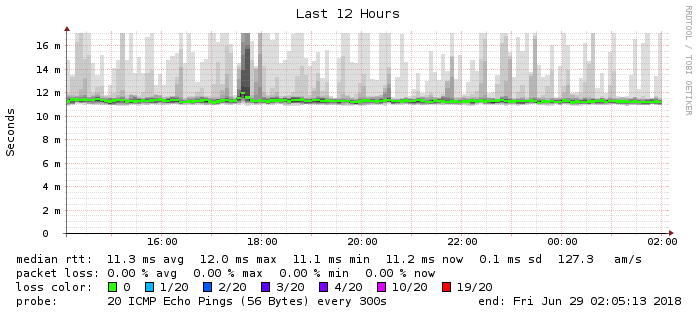 Last 12 Hours
RRDTOOL / TOBI OETIKER
Seconds
16 m
14 m
12 m
10 m
8 m
6 m
4 m
2 m
0
16:00 18:00 20:00 22:00 00:00 02:00
median rtt: 11.3 ms avg 12.0 ms max 11.1 ms min 11.2 ms now 0.1 ms sd 127.3 am/s
packet loss: 0.00 % avg 0.00 % max 0.00 % min 0.00 % now
loss color: 0 1/20 2/20 3/20 4/20 10/20 19/20
probe: 20 ICMP Echo Pings (56 Bytes) every 300s end: Fri Jun 29 02:05:13 2018